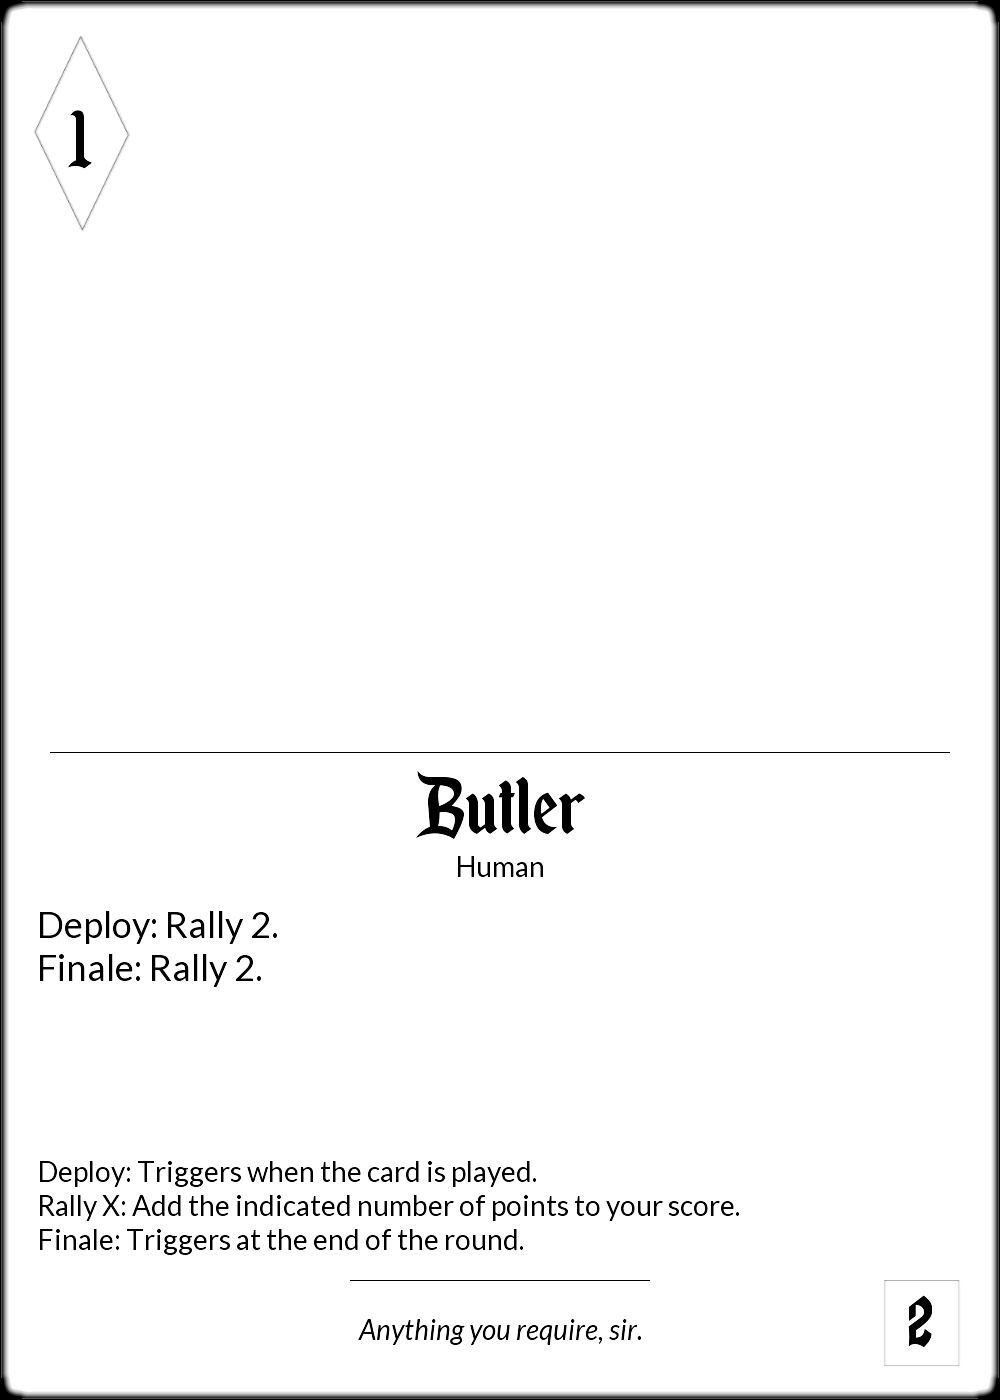 1
Butler
Human
Deploy: Rally 2.
Finale: Rally 2.
Deploy: Triggers when the card is played.
Rally X: Add the indicated number of points to your score.
Finale: Triggers at the end of the round.
Anything you require, sir.
2